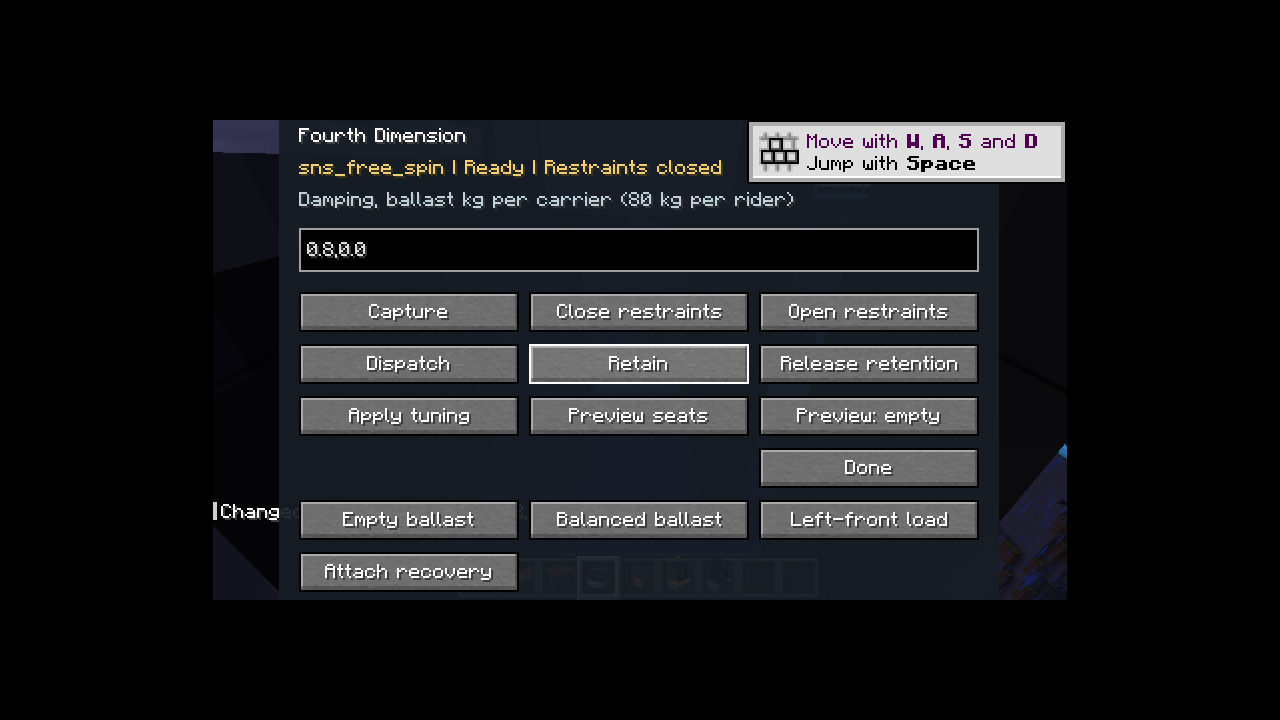 Fourth Dimension
Move with W, A, S and D
Jump with Space
sns_free_spin | Ready | Restraints closed
Damping, ballast kg per carrier (80 kg per rider)
0.8,0.0
Capture
Close restraints
Open restraints
Dispatch
Retain
Release retention
Apply tuning
Preview seats
Preview: empty
Done
Changed
Empty ballast
Balanced ballast
Left-front load
Attach recovery